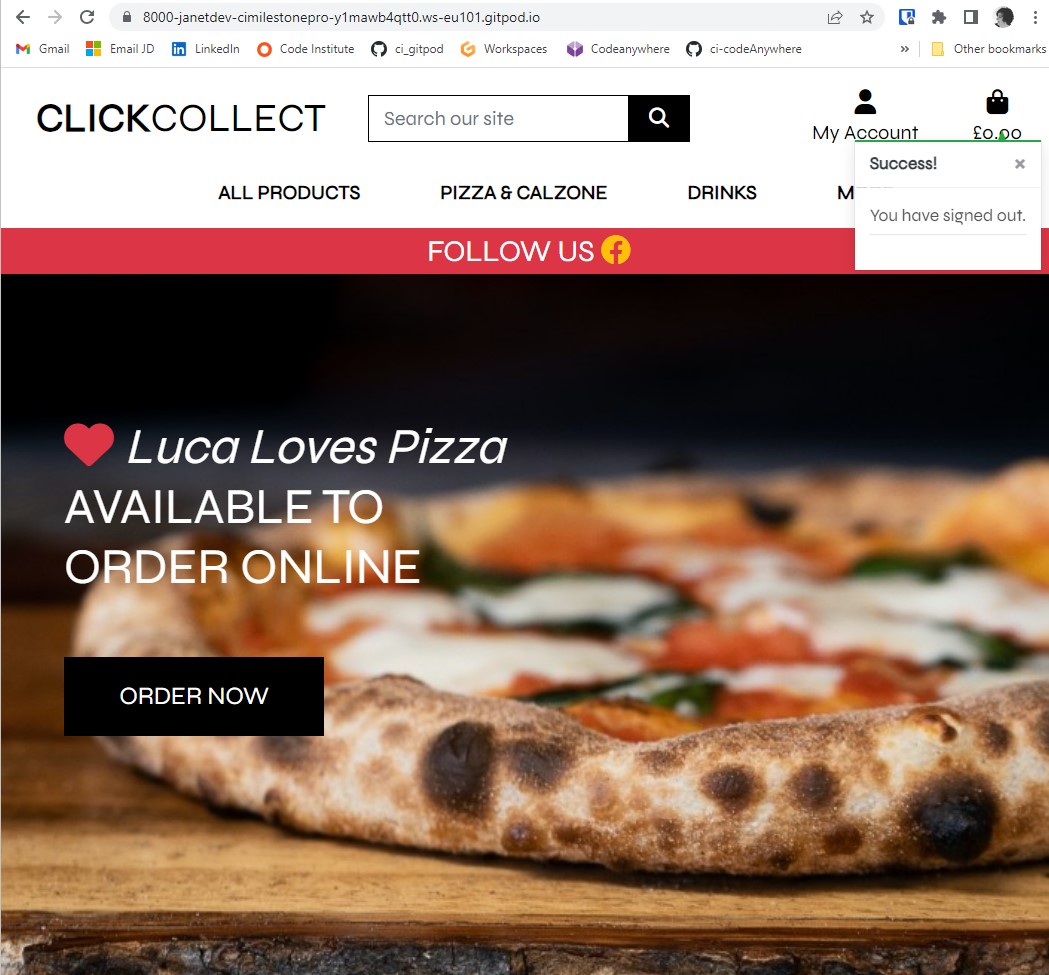 8000-janetdev-cimilestonepro-y1mawb4qtt0.ws-eu101.gitpod.io
Gmail Email JD LinkedIn Code Institute ci_gitpod Workspaces Codeanywhere ci-codeAnywhere » Other bookmarks
CLICKCOLLECT
Search our site
My Account
£0.00
Success! ×
You have signed out.
ALL PRODUCTS PIZZA & CALZONE DRINKS
FOLLOW US
Luca Loves Pizza
AVAILABLE TO
ORDER ONLINE
ORDER NOW